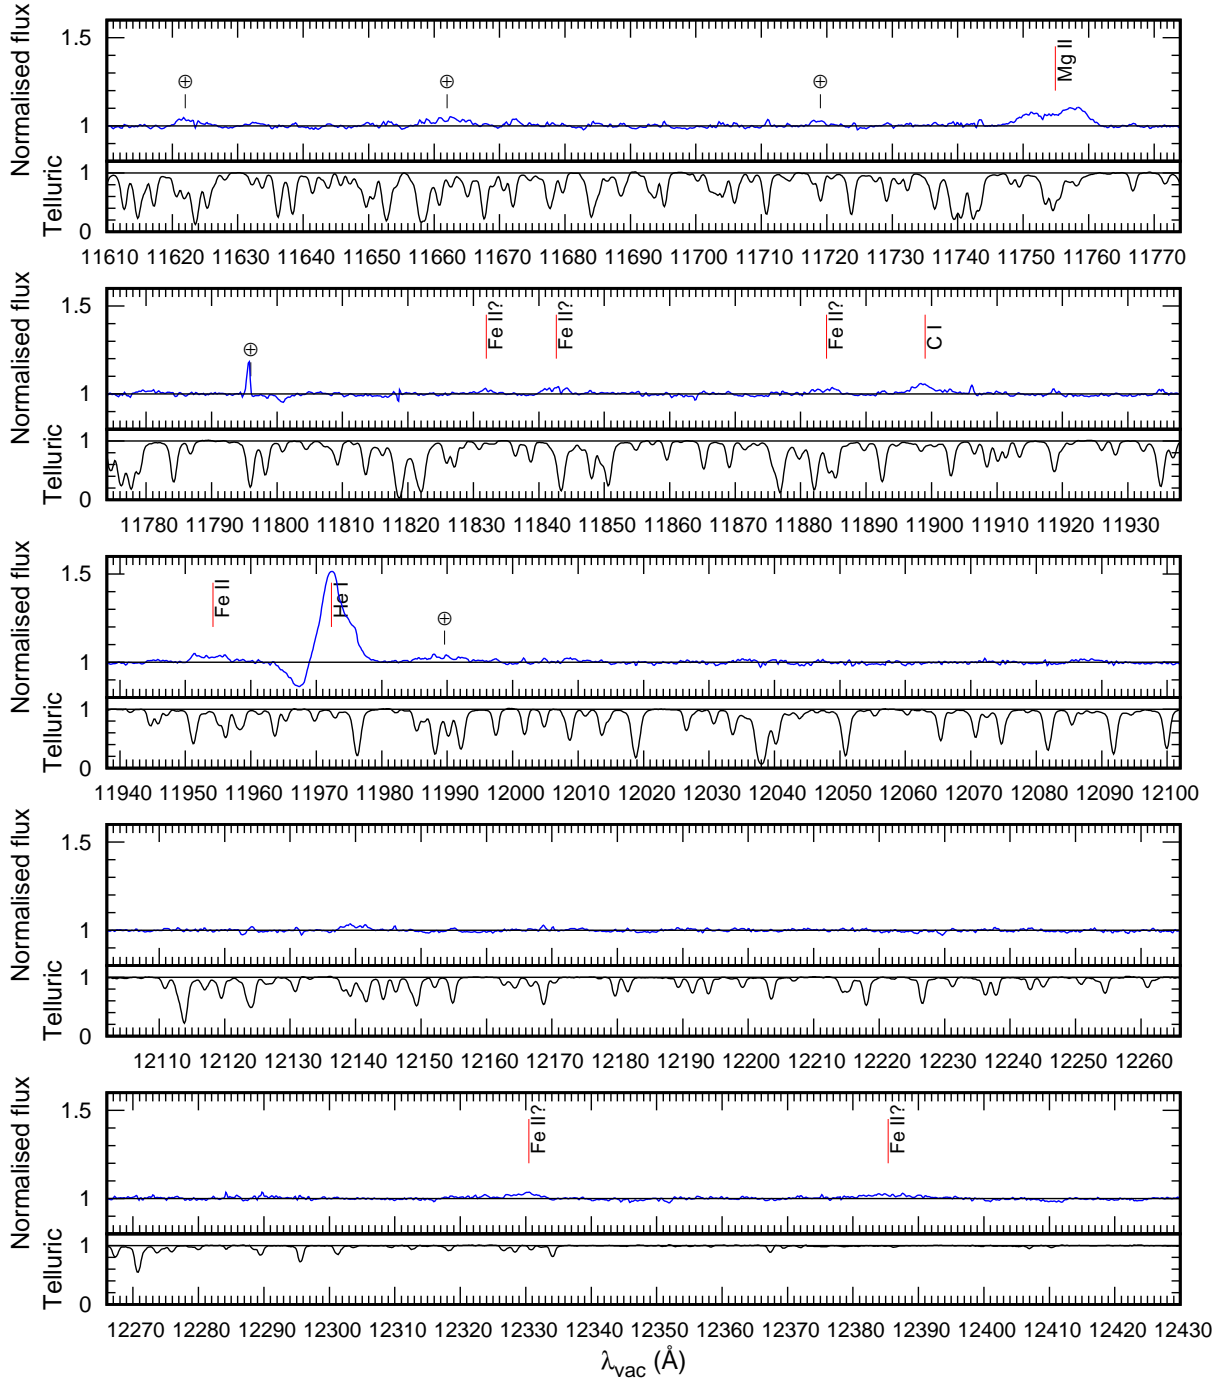 Normalised flux
1.5
1
⊕
⊕
⊕
Mg II
Telluric
1
0
11610 11620 11630 11640 11650 11660 11670 11680 11690 11700 11710 11720 11730 11740 11750 11760 11770
Normalised flux
1.5
1
⊕
Fe II?
Fe II?
Fe II?
C I
Telluric
1
0
11780 11790 11800 11810 11820 11830 11840 11850 11860 11870 11880 11890 11900 11910 11920 11930
Normalised flux
1.5
1
Fe II
He I
⊕
Telluric
1
0
11940 11950 11960 11970 11980 11990 12000 12010 12020 12030 12040 12050 12060 12070 12080 12090 12100
Normalised flux
1.5
1
Telluric
1
0
12110 12120 12130 12140 12150 12160 12170 12180 12190 12200 12210 12220 12230 12240 12250 12260
Normalised flux
1.5
1
Fe II?
Fe II?
Telluric
1
0
12270 12280 12290 12300 12310 12320 12330 12340 12350 12360 12370 12380 12390 12400 12410 12420 12430
λvac (Å)